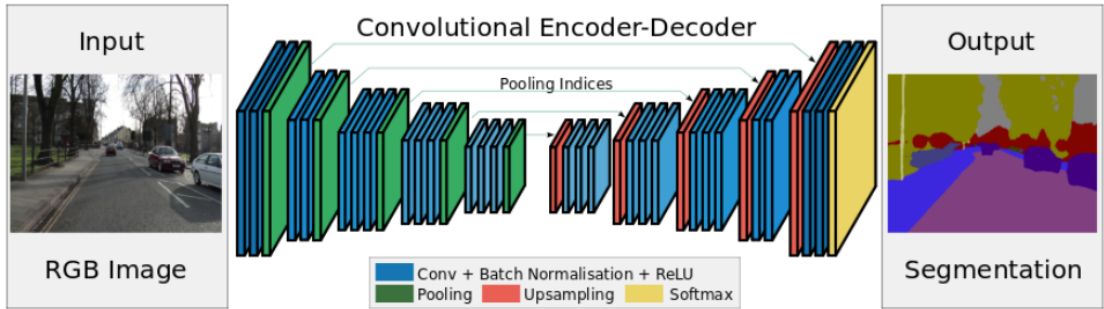 Input
RGB Image
Convolutional Encoder-Decoder
Pooling Indices
Conv + Batch Normalisation + ReLU
Pooling
Upsampling
Softmax
Output
Segmentation